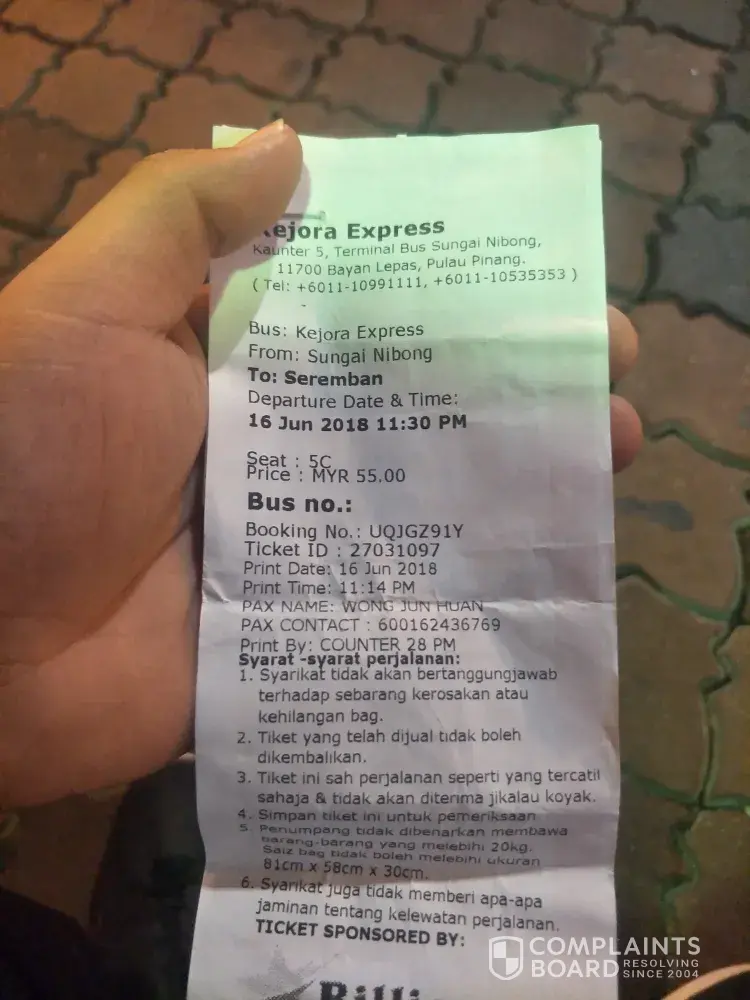 Kejora Express
Kaunter 5, Terminal Bus Sungai Nibong,
11700 Bayan Lepas, Pulau Pinang.
( Tel: +6011-10991111, +6011-10535353 )
-
Bus: Kejora Express
From: Sungai Nibong
To: Seremban
Departure Date & Time:
16 Jun 2018 11:30 PM
Seat : 5C
Price : MYR 55.00
Bus no.:
Booking No.: UQJGZ91Y
Ticket ID : 27031097
Print Date: 16 Jun 2018
Print Time: 11:14 PM
PAX NAME: WONG JUN HUAN
PAX CONTACT : 600162436769
Print By: COUNTER 28 PM
Syarat -syarat perjalanan:
1. Syarikat tidak akan bertanggungjawab
terhadap sebarang kerosakan atau
kehilangan bag.
2. Tiket yang telah dijual tidak boleh
dikembalikan.
3. Tiket ini sah perjalanan seperti yang tercatil
sahaja & tidak akan diterima jikalau koyak.
4. Simpan tiket ini untuk pemeriksaan
5. Penumpang tidak dibenarkan membawa
barang-barang yang melebihi 20kg.
Saiz bag tidak boleh melebihi ukuran
81cm x 58cm x 30cm.
6. Syarikat juga tidak memberi apa-apa
jaminan tentang kelewatan perjalanan.
TICKET SPONSORED BY:
COMPLAINTS
BOARD RESOLVING
SINCE 2004